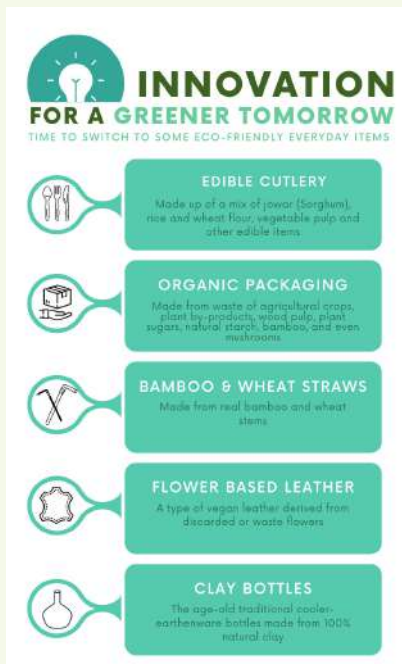 INNOVATION
FOR A GREENER TOMORROW
TIME TO SWITCH TO SOME ECO-FRIENDLY EVERYDAY ITEMS
EDIBLE CUTLERY
Made up of a mix of jowar (Sorghum),
rice and wheat flour, vegetable pulp and
other edible items
ORGANIC PACKAGING
Made from waste of agricultural crops,
plant by-products, wood pulp, plant
sugars, natural starch, bamboo, and even
mushrooms
BAMBOO & WHEAT STRAWS
Made from real bamboo and wheat
stems
FLOWER BASED LEATHER
A type of vegan leather derived from
discarded or waste flowers
CLAY BOTTLES
The age-old traditional cooler-
earthenware bottles made from 100%
natural clay